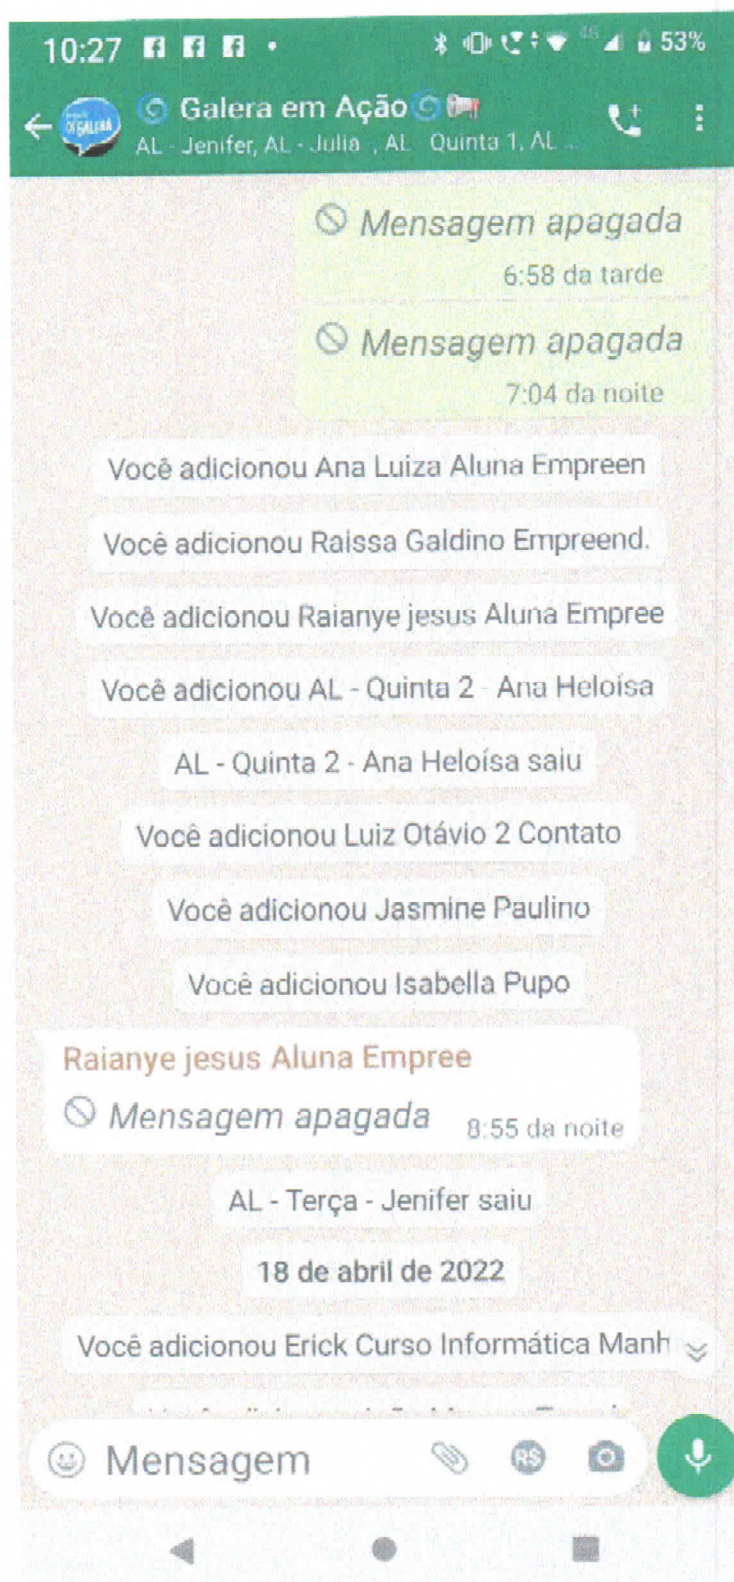 10:27
4G 53%
Galera em Ação
AL - Jenifer, AL - Julia , AL Quinta 1, AL ...
Mensagem apagada
6:58 da tarde
Mensagem apagada
7:04 da noite
Você adicionou Ana Luiza Aluna Empreen
Você adicionou Raissa Galdino Empreend.
Você adicionou Raianye jesus Aluna Empree
Você adicionou AL - Quinta 2 - Ana Heloísa
AL - Quinta 2 - Ana Heloísa saiu
Você adicionou Luiz Otávio 2 Contato
Você adicionou Jasmine Paulino
Você adicionou Isabella Pupo
Raianye jesus Aluna Empree
Mensagem apagada 8:55 da noite
AL - Terça - Jenifer saiu
18 de abril de 2022
Você adicionou Erick Curso Informática Manh
Mensagem
R$